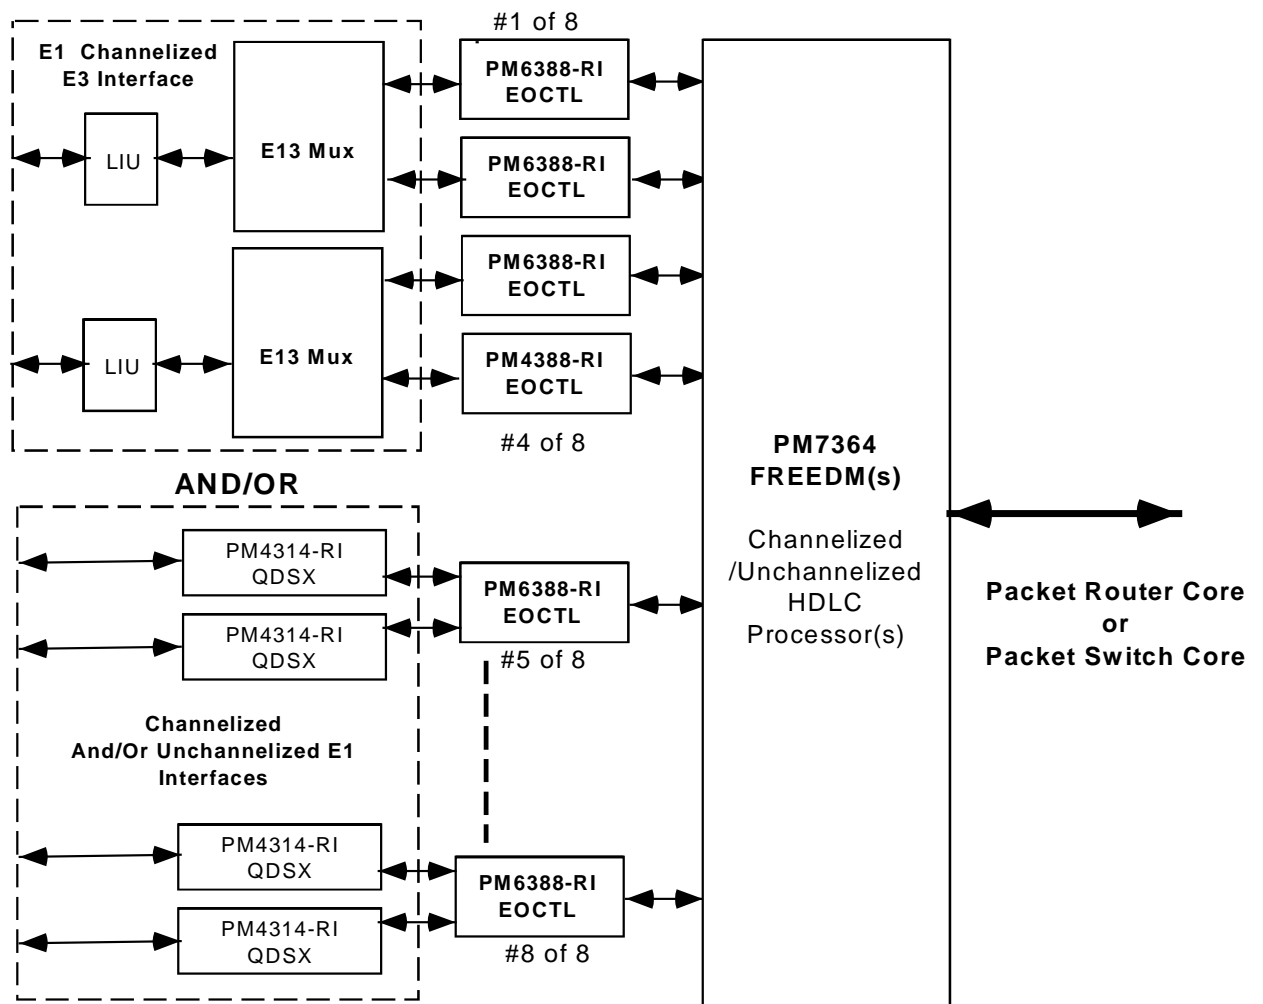 #1 of 8
E1 Channelized
E3 Interface
LIU
E13 Mux
PM6388-RI
EOCTL
PM6388-RI
EOCTL
PM6388-RI
EOCTL
LIU
E13 Mux
PM4388-RI
EOCTL
#4 of 8
AND/OR
PM4314-RI
QDSX
PM4314-RI
QDSX
PM6388-RI
EOCTL
#5 of 8
Channelized
And/Or Unchannelized E1
Interfaces
PM4314-RI
QDSX
PM4314-RI
QDSX
PM6388-RI
EOCTL
#8 of 8
PM7364
FREEDM(s)
Channelized
/Unchannelized
HDLC
Processor(s)
Packet Router Core
or
Packet Switch Core